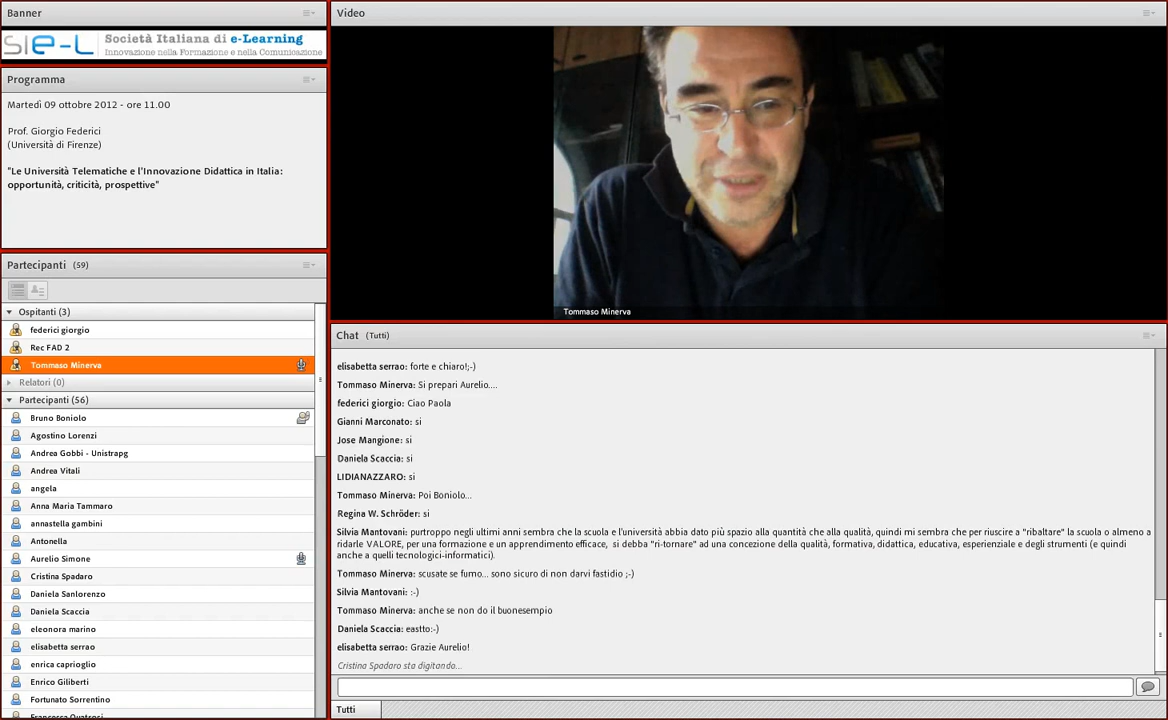 Banner
SIe-L Società Italiana di e-Learning
Innovazione nella Formazione e nella Comunicazione
Programma
Martedì 09 ottobre 2012 - ore 11.00
Prof. Giorgio Federici
(Università di Firenze)
"Le Università Telematiche e l'Innovazione Didattica in Italia:
opportunità, criticità, prospettive"
Partecipanti (59)
Ospitanti (3)
federici giorgio
Rec FAD 2
Tommaso Minerva
Relatori (0)
Partecipanti (56)
Bruno Boniolo
Agostino Lorenzi
Andrea Gobbi - Unistrapg
Andrea Vitali
angela
Anna Maria Tammaro
annastella gambini
Antonella
Aurelio Simone
Cristina Spadaro
Daniela Sanlorenzo
Daniela Scaccia
eleonora marino
elisabetta serrao
enrica caprioglio
Enrico Giliberti
Fortunato Sorrentino
Francesca Quatrosi
Video
Tommaso Minerva
Chat (Tutti)
elisabetta serrao: forte e chiaro!;-)
Tommaso Minerva: Si prepari Aurelio....
federici giorgio: Ciao Paola
Gianni Marconato: si
Jose Mangione: si
Daniela Scaccia: si
LIDIANAZZARO: si
Tommaso Minerva: Poi Boniolo...
Regina W. Schröder: si
Silvia Mantovani: purtroppo negli ultimi anni sembra che la scuola e l'università abbia dato più spazio alla quantità che alla qualità, quindi mi sembra che per riuscire a "ribaltare" la scuola o almeno a
ridarle VALORE, per una formazione e un apprendimento efficace, si debba "ri-tornare" ad una concezione della qualità, formativa, didattica, educativa, esperienziale e degli strumenti (e quindi
anche a quelli tecnologici-informatici).
Tommaso Minerva: scusate se fumo... sono sicuro di non darvi fastidio ;-)
Silvia Mantovani: :-)
Tommaso Minerva: anche se non do il buonesempio
Daniela Scaccia: eastto:-)
elisabetta serrao: Grazie Aurelio!
Cristina Spadaro sta digitando...
Tutti